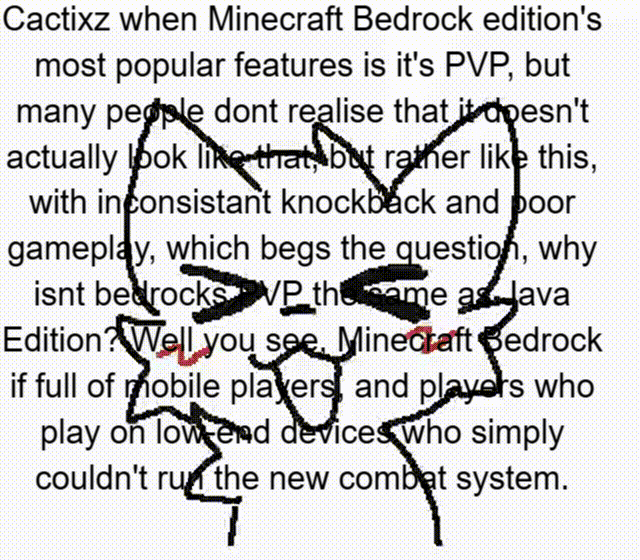 Cactixz when Minecraft Bedrock edition's
most popular features is it's PVP, but
many people dont realise that it doesn't
actually look like that, but rather like this,
with inconsistant knockback and poor
gameplay, which begs the question, why
isnt bedrocks PVP the same as Java
Edition? Well you see, Minecraft Bedrock
if full of mobile players, and players who
play on low-end devices who simply
couldn't run the new combat system.